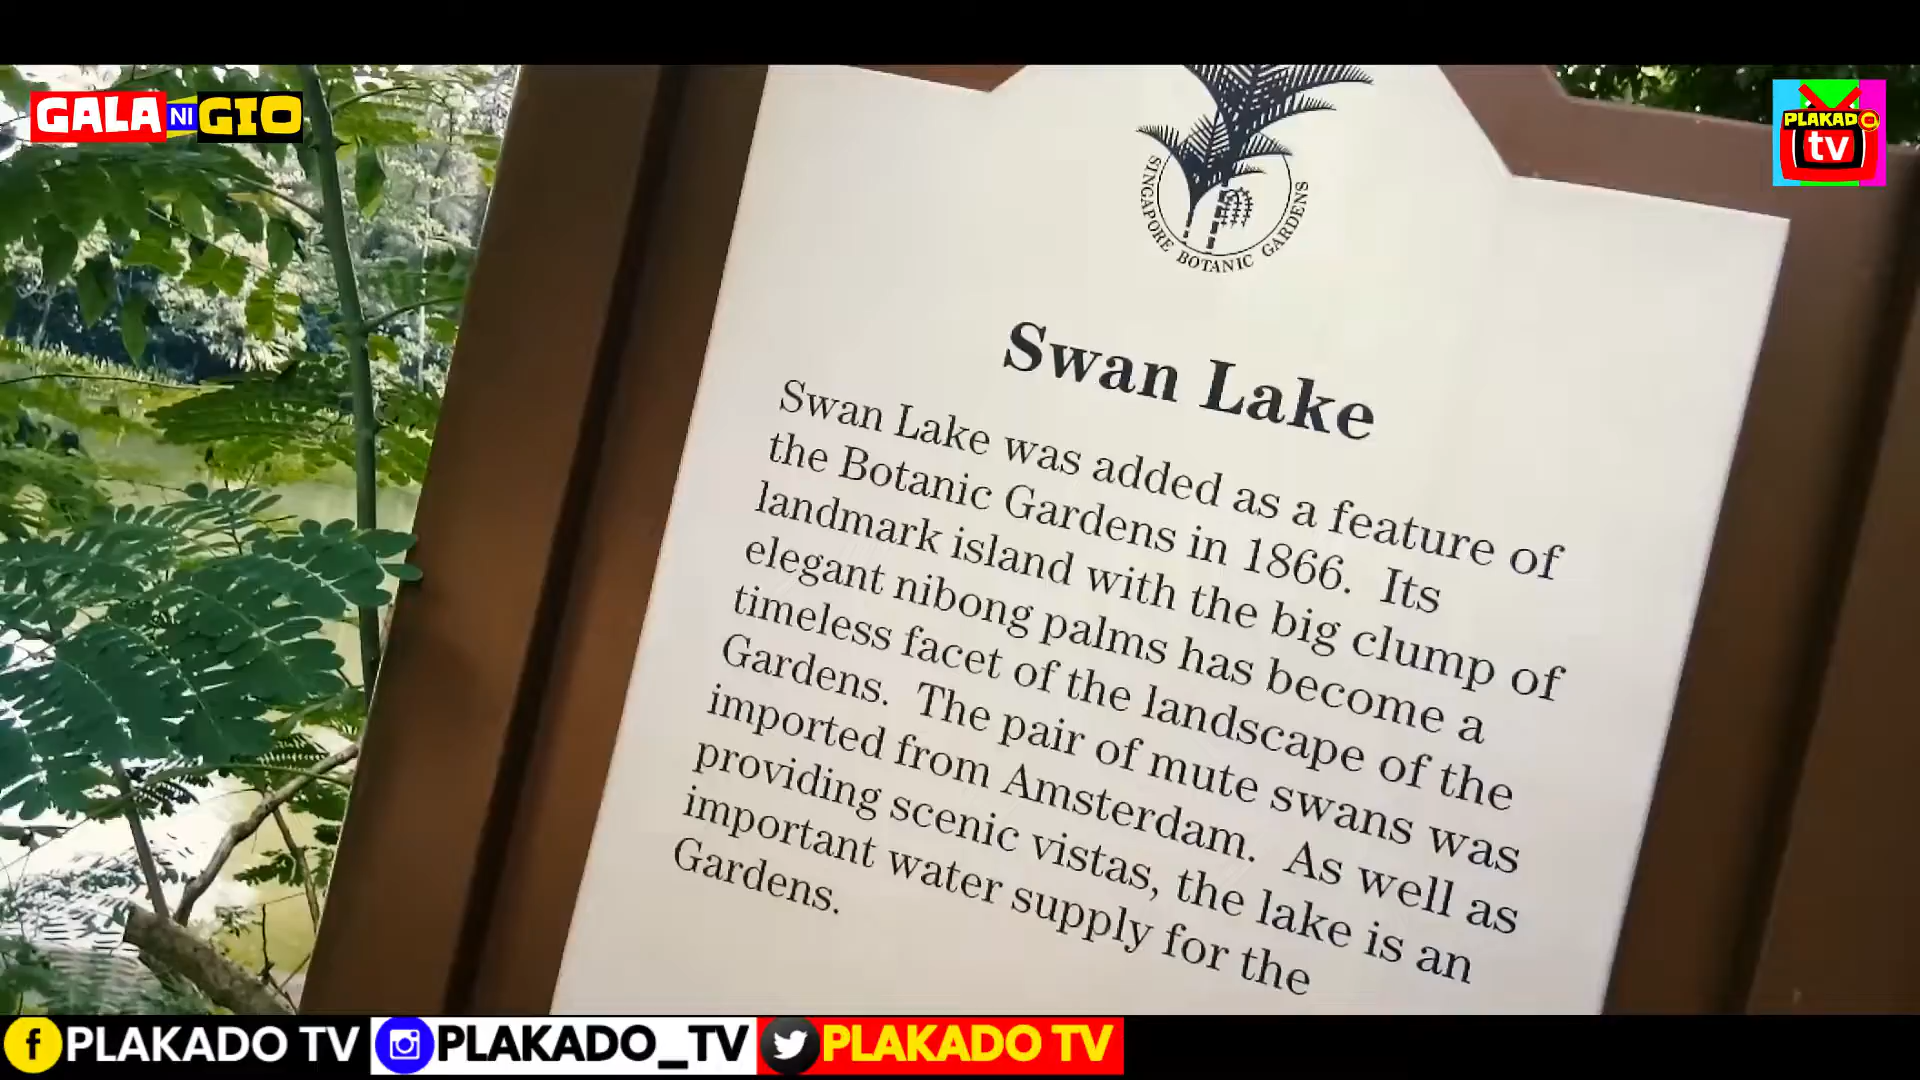 GALA NI GIO
PLAKADO
tv
SINGAPORE BOTANIC GARDENS
Swan Lake
Swan Lake was added as a feature of
the Botanic Gardens in 1866. Its
landmark island with the big clump of
elegant nibong palms has become a
timeless facet of the landscape of the
Gardens. The pair of mute swans was
imported from Amsterdam. As well as
providing scenic vistas, the lake is an
important water supply for the
Gardens.
f PLAKADO TV PLAKADO_TV PLAKADO TV